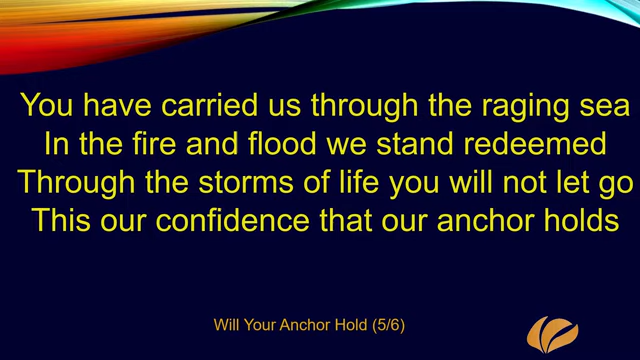 You have carried us through the raging sea
In the fire and flood we stand redeemed
Through the storms of life you will not let go
This our confidence that our anchor holds
Will Your Anchor Hold (5/6)